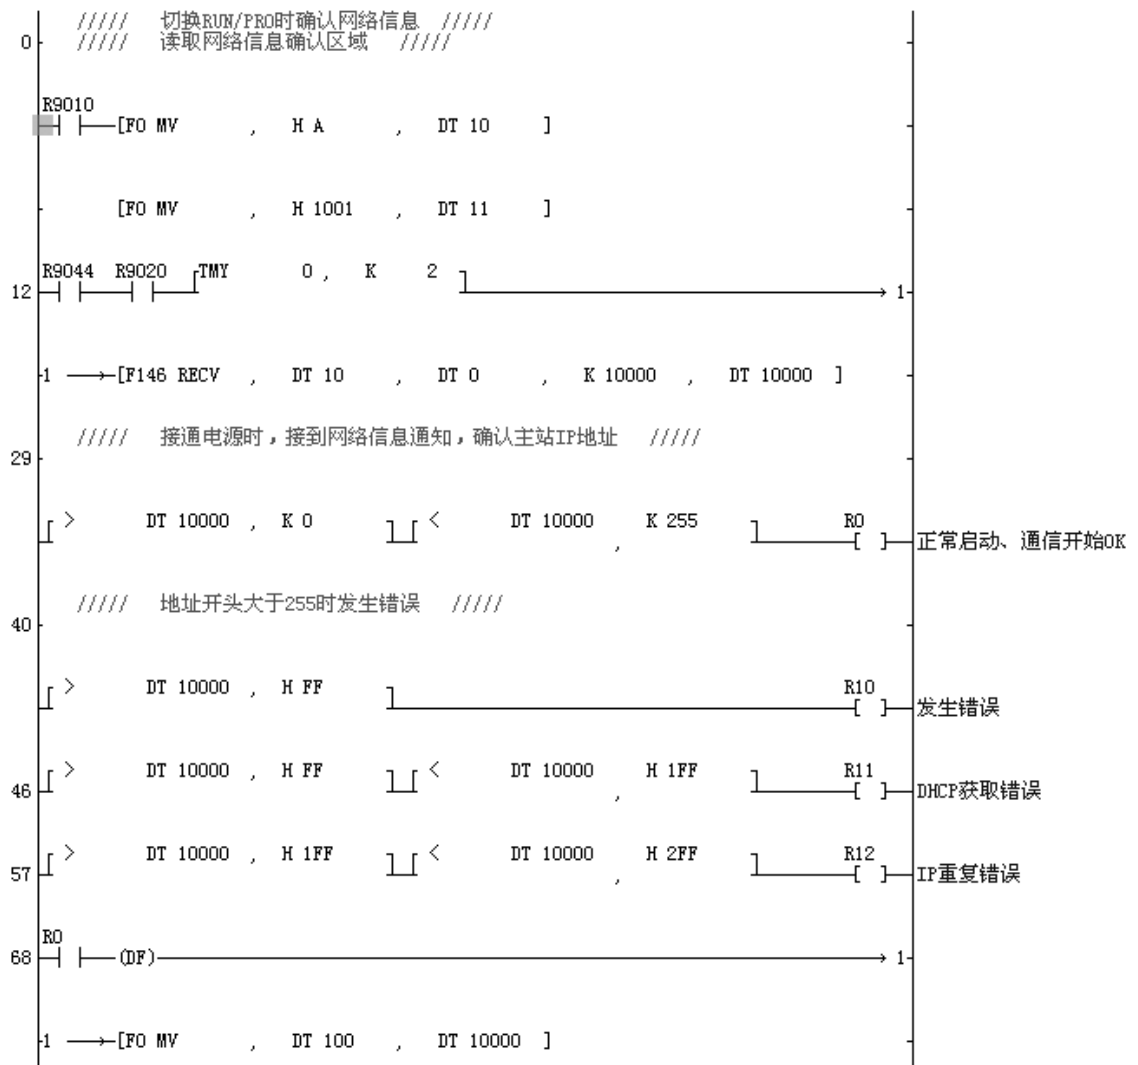 ///// 切换RUN/PRO时确认网络信息 /////
0 ///// 读取网络信息确认区域 /////
R9010
[F0 MV , H A , DT 10 ]
[F0 MV , H 1001 , DT 11 ]
R9044 R9020 TMY 0 , K 2
12 1
1 [F146 RECV , DT 10 , DT 0 , K 10000 , DT 10000 ]
///// 接通电源时，接到网络信息通知，确认主站IP地址 /////
29
> DT 10000 , K 0 < DT 10000 , K 255 R0
[ ] 正常启动、通信开始OK
///// 地址开头大于255时发生错误 /////
40
> DT 10000 , H FF R10
[ ] 发生错误
> DT 10000 , H FF < DT 10000 , H 1FF R11
46 [ ] DHCP获取错误
> DT 10000 , H 1FF < DT 10000 , H 2FF R12
57 [ ] IP重复错误
R0
68 (DF) 1
1 [F0 MV , DT 100 , DT 10000 ]